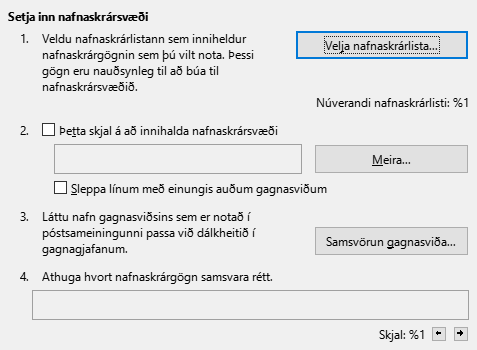 Setja inn nafnaskrársvæði
1. Veldu nafnaskrárlistann sem inniheldur
nafnaskrárgögnin sem þú vilt nota. Þessi
gögn eru nauðsynleg til að búa til
nafnaskrársvæðið.
Velja nafnaskrárlista...
Núverandi nafnaskrárlisti: %1
2. Þetta skjal á að innihalda nafnaskrársvæði
Meira...
Sleppa línum með einungis auðum gagnasviðum
3. Láttu nafn gagnasviðsins sem er notað í
póstsameiningunni passa við dálkheitið í
gagnagjafanum.
Samsvörun gagnasviða...
4. Athuga hvort nafnaskrárgögn samsvara rétt.
Skjal: %1